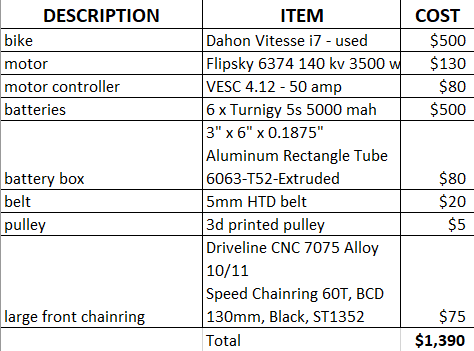 DESCRIPTION ITEM COST
bike Dahon Vitesse i7 - used $500
motor Flipsky 6374 140 kv 3500 w $130
motor controller VESC 4.12 - 50 amp $80
batteries 6 x Turnigy 5s 5000 mah $500
3" x 6" x 0.1875"
Aluminum Rectangle Tube
battery box 6063-T52-Extruded $80
belt 5mm HTD belt $20
pulley 3d printed pulley $5
Driveline CNC 7075 Alloy
10/11
Speed Chainring 60T, BCD
large front chainring 130mm, Black, ST1352 $75
Total $1,390